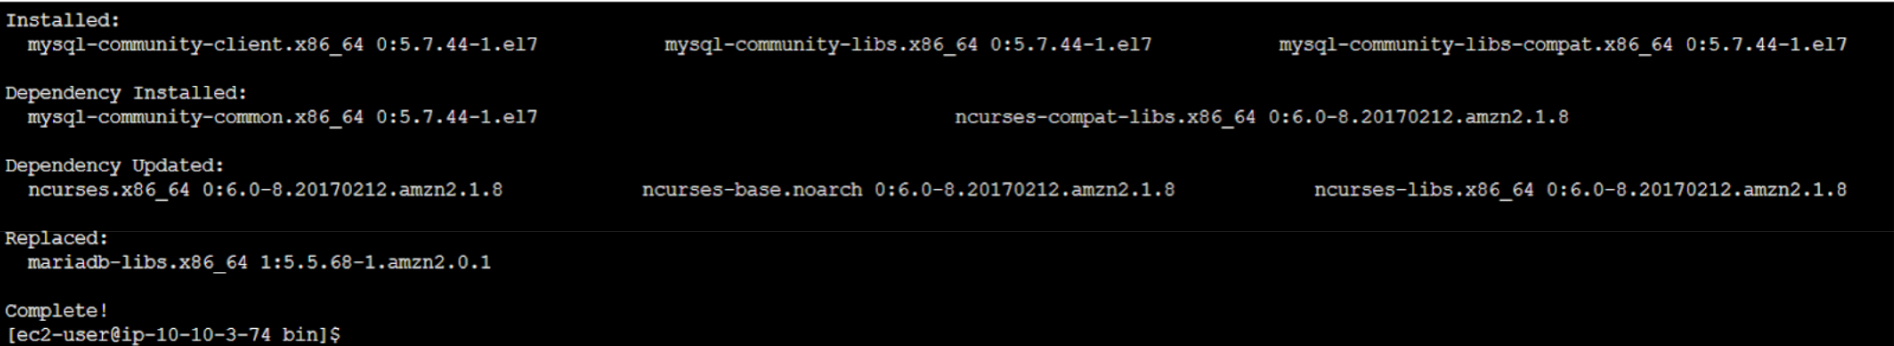 Installed:
mysql-community-client.x86_64 0:5.7.44-1.el7 mysql-community-libs.x86_64 0:5.7.44-1.el7 mysql-community-libs-compat.x86_64 0:5.7.44-1.el7
Dependency Installed:
mysql-community-common.x86_64 0:5.7.44-1.el7 ncurses-compat-libs.x86_64 0:6.0-8.20170212.amzn2.1.8
Dependency Updated:
ncurses.x86_64 0:6.0-8.20170212.amzn2.1.8 ncurses-base.noarch 0:6.0-8.20170212.amzn2.1.8 ncurses-libs.x86_64 0:6.0-8.20170212.amzn2.1.8
Replaced:
mariadb-libs.x86_64 1:5.5.68-1.amzn2.0.1
Complete!
[ec2-user@ip-10-10-3-74 bin]$